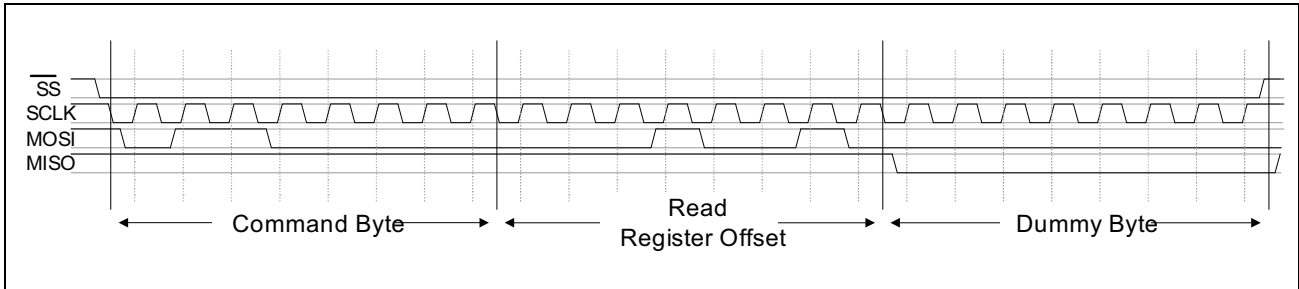 SS
SCLK
MOSI
MISO
Command Byte
Read
Register Offset
Dummy Byte